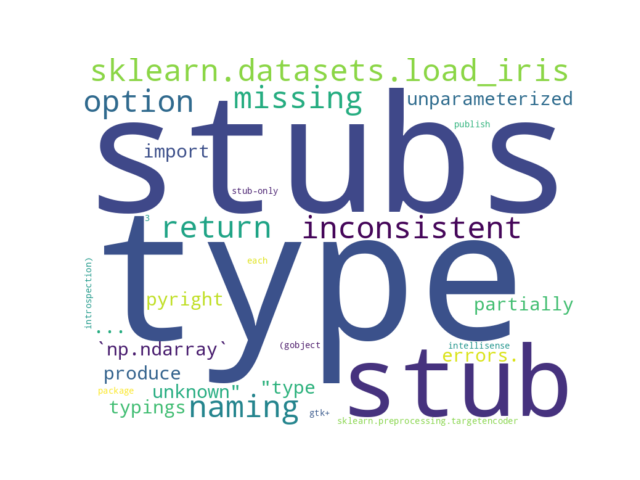 sklearn.datasets.load_iris
option missing unparameterized
stubs
publish
import
stub-only
3 return inconsistent
type
each
introspection)
pyright partially
...
`np.ndarray` (gobject intellisense
errors.
stub
produce
package unknown" "type
typings naming gtk+
sklearn.preprocessing.targetencoder